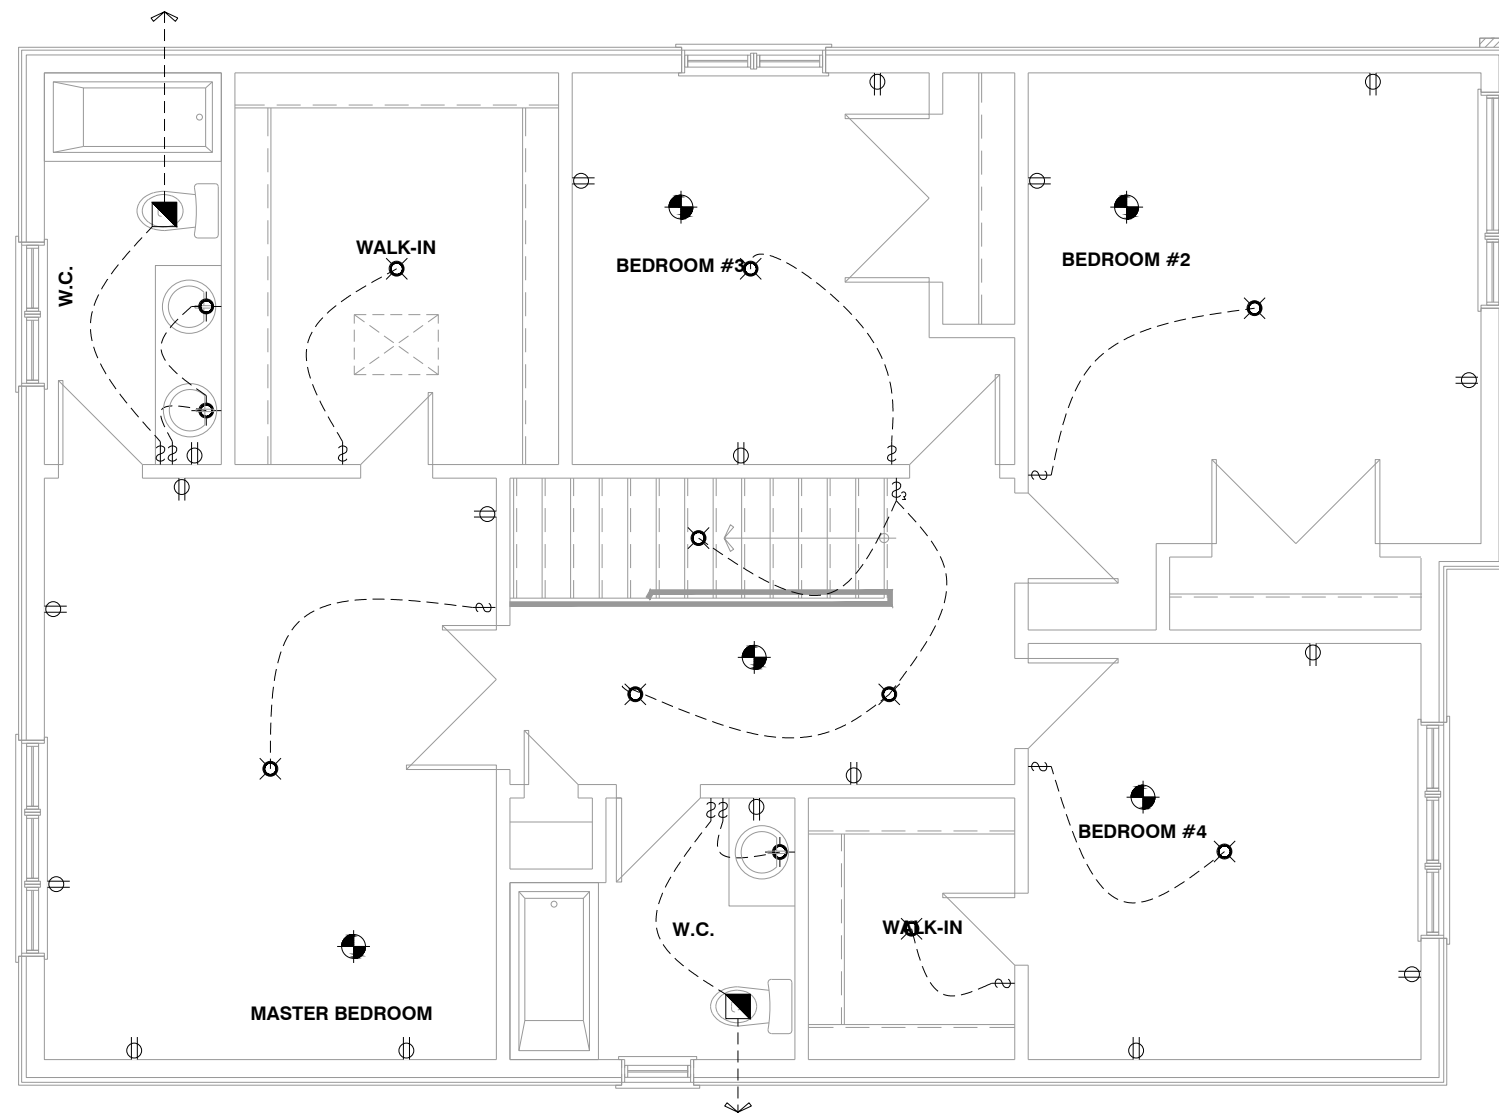 WALK-IN
BEDROOM #3
BEDROOM #2
W.C.
BEDROOM #4
W.C.
WALK-IN
MASTER BEDROOM